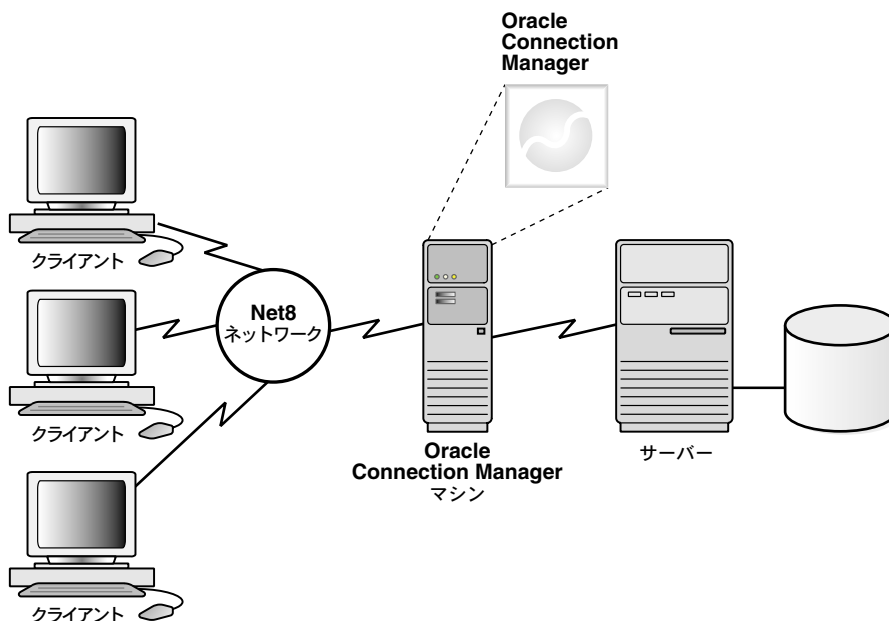 Oracle
Connection
Manager
クライアント
Net8
ネットワーク
クライアント
Oracle
Connection Manager
マシン
サーバー
クライアント